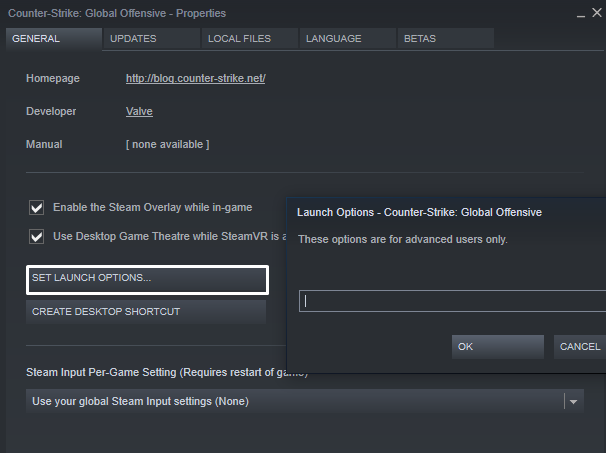 Counter-Strike: Global Offensive - Properties
GENERAL UPDATES LOCAL FILES LANGUAGE BETAS
Homepage http://blog.counter-strike.net/
Developer Valve
Manual [ none available ]
Enable the Steam Overlay while in-game
Use Desktop Game Theatre while SteamVR is a
SET LAUNCH OPTIONS...
CREATE DESKTOP SHORTCUT
Launch Options - Counter-Strike: Global Offensive
These options are for advanced users only.
OK CANCEL
Steam Input Per-Game Setting (Requires restart of game)
Use your global Steam Input settings (None)